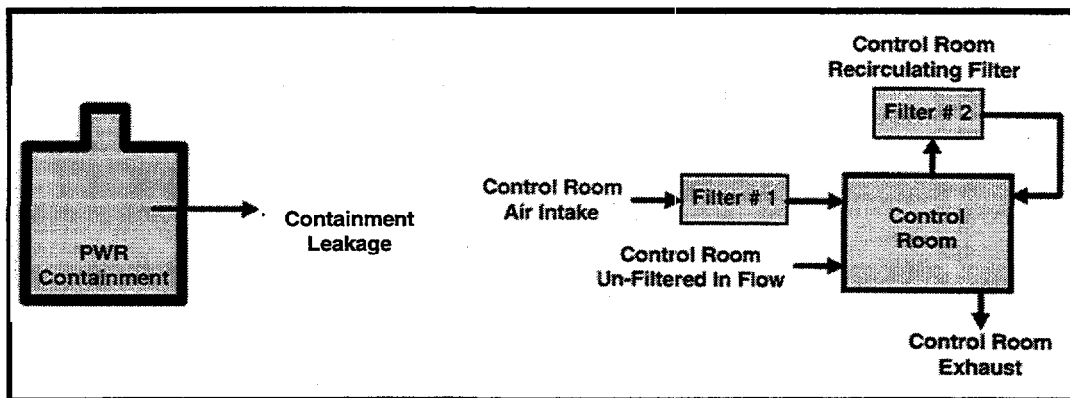 PWR
Containment
Containment
Leakage
Control Room
Air Intake
Filter # 1
Control Room
Un-Filtered In Flow
Control Room
Recirculating Filter
Filter # 2
Control
Room
Control Room
Exhaust